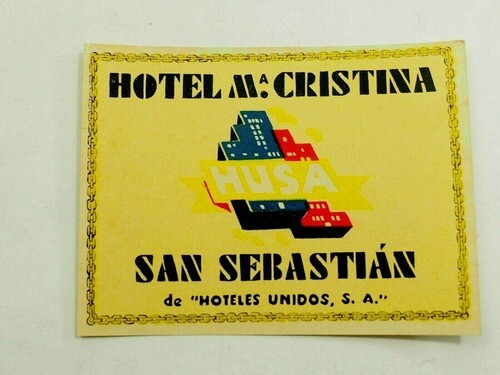 HOTEL Mª. CRISTINA
HUSA
SAN SEBASTIÁN
de "HOTELES UNIDOS, S. A."